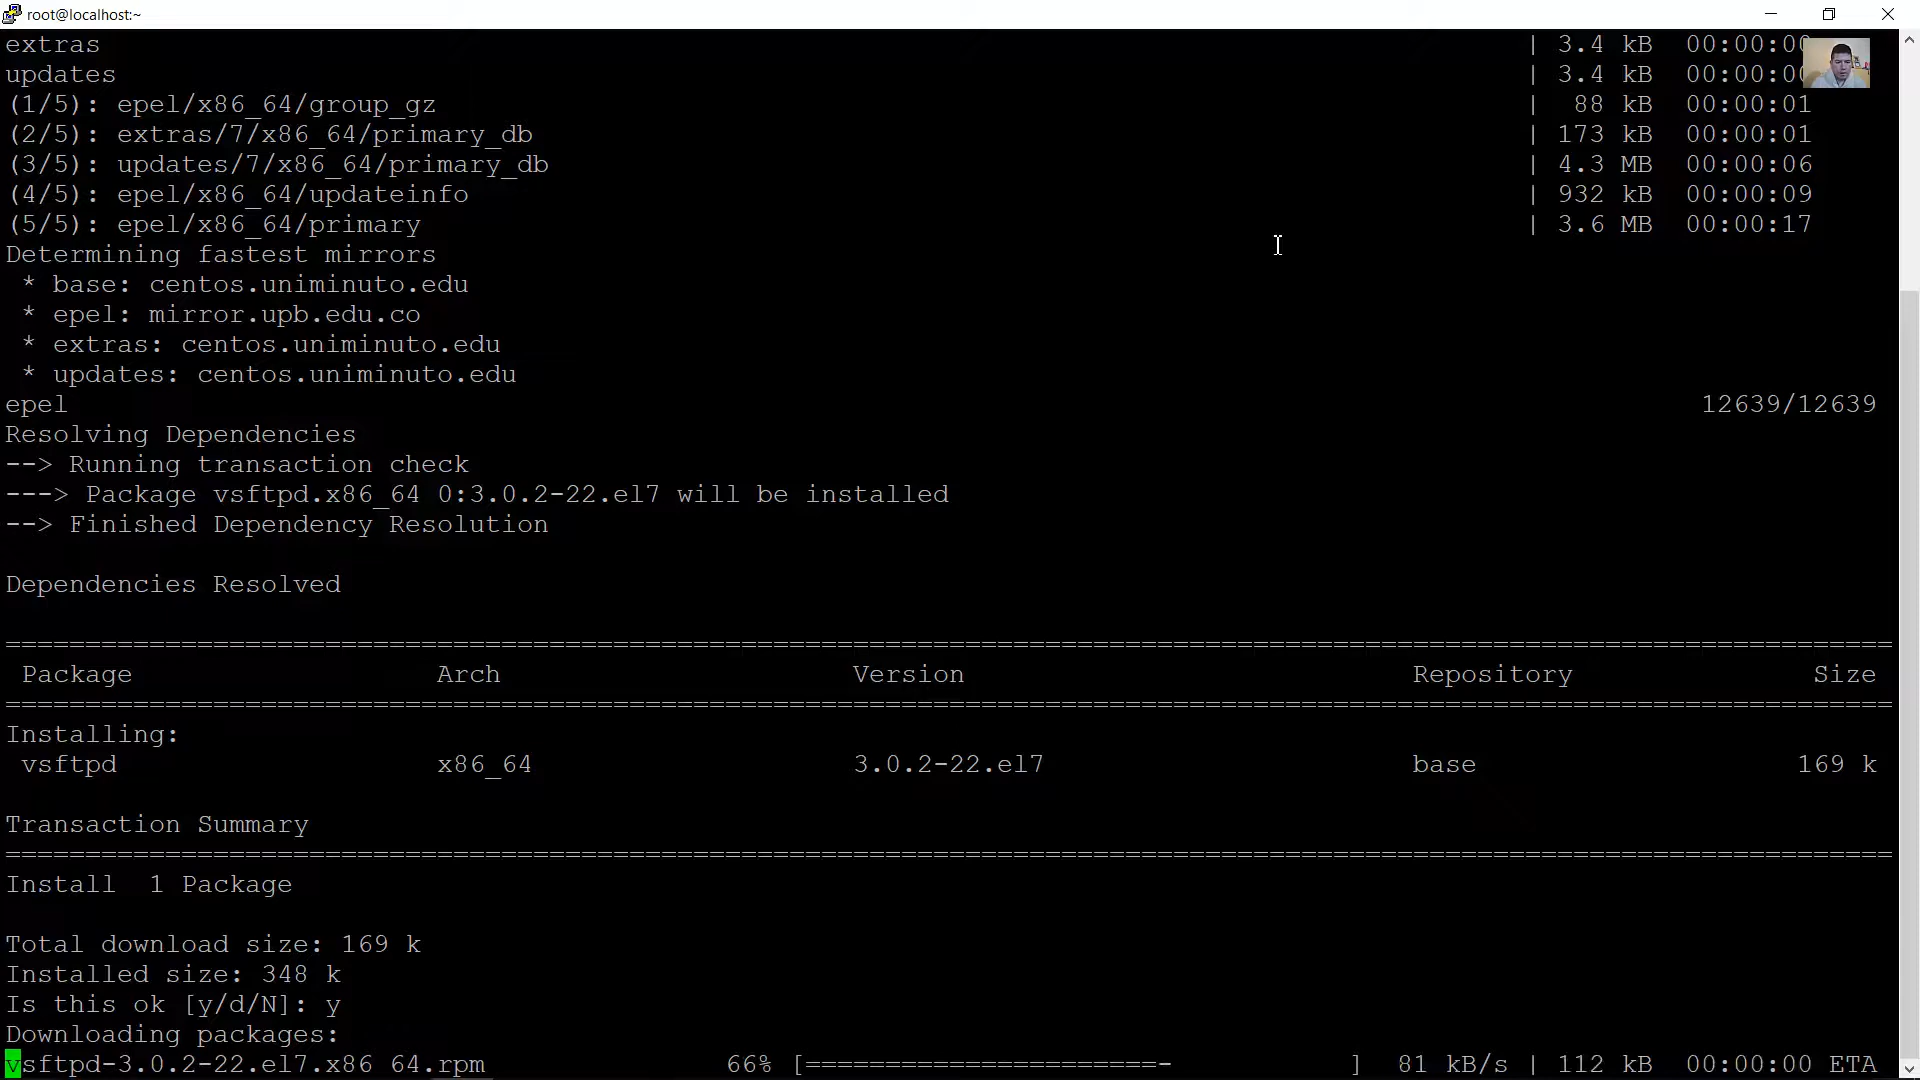 root@localhost:~
extras | 3.4 kB 00:00:00
updates | 3.4 kB 00:00:00
(1/5): epel/x86_64/group_gz | 88 kB 00:00:01
(2/5): extras/7/x86_64/primary_db | 173 kB 00:00:01
(3/5): updates/7/x86_64/primary_db | 4.3 MB 00:00:06
(4/5): epel/x86_64/updateinfo | 932 kB 00:00:09
(5/5): epel/x86_64/primary | 3.6 MB 00:00:17
Determining fastest mirrors
* base: centos.uniminuto.edu
* epel: mirror.upb.edu.co
* extras: centos.uniminuto.edu
* updates: centos.uniminuto.edu
epel 12639/12639
Resolving Dependencies
--> Running transaction check
---> Package vsftpd.x86_64 0:3.0.2-22.el7 will be installed
--> Finished Dependency Resolution
Dependencies Resolved
================================================================================
Package Arch Version Repository Size
================================================================================
Installing:
vsftpd x86_64 3.0.2-22.el7 base 169 k
Transaction Summary
================================================================================
Install 1 Package
Total download size: 169 k
Installed size: 348 k
Is this ok [y/d/N]: y
Downloading packages:
vsftpd-3.0.2-22.el7.x86_64.rpm 66% [======================- ] 81 kB/s | 112 kB 00:00:00 ETA